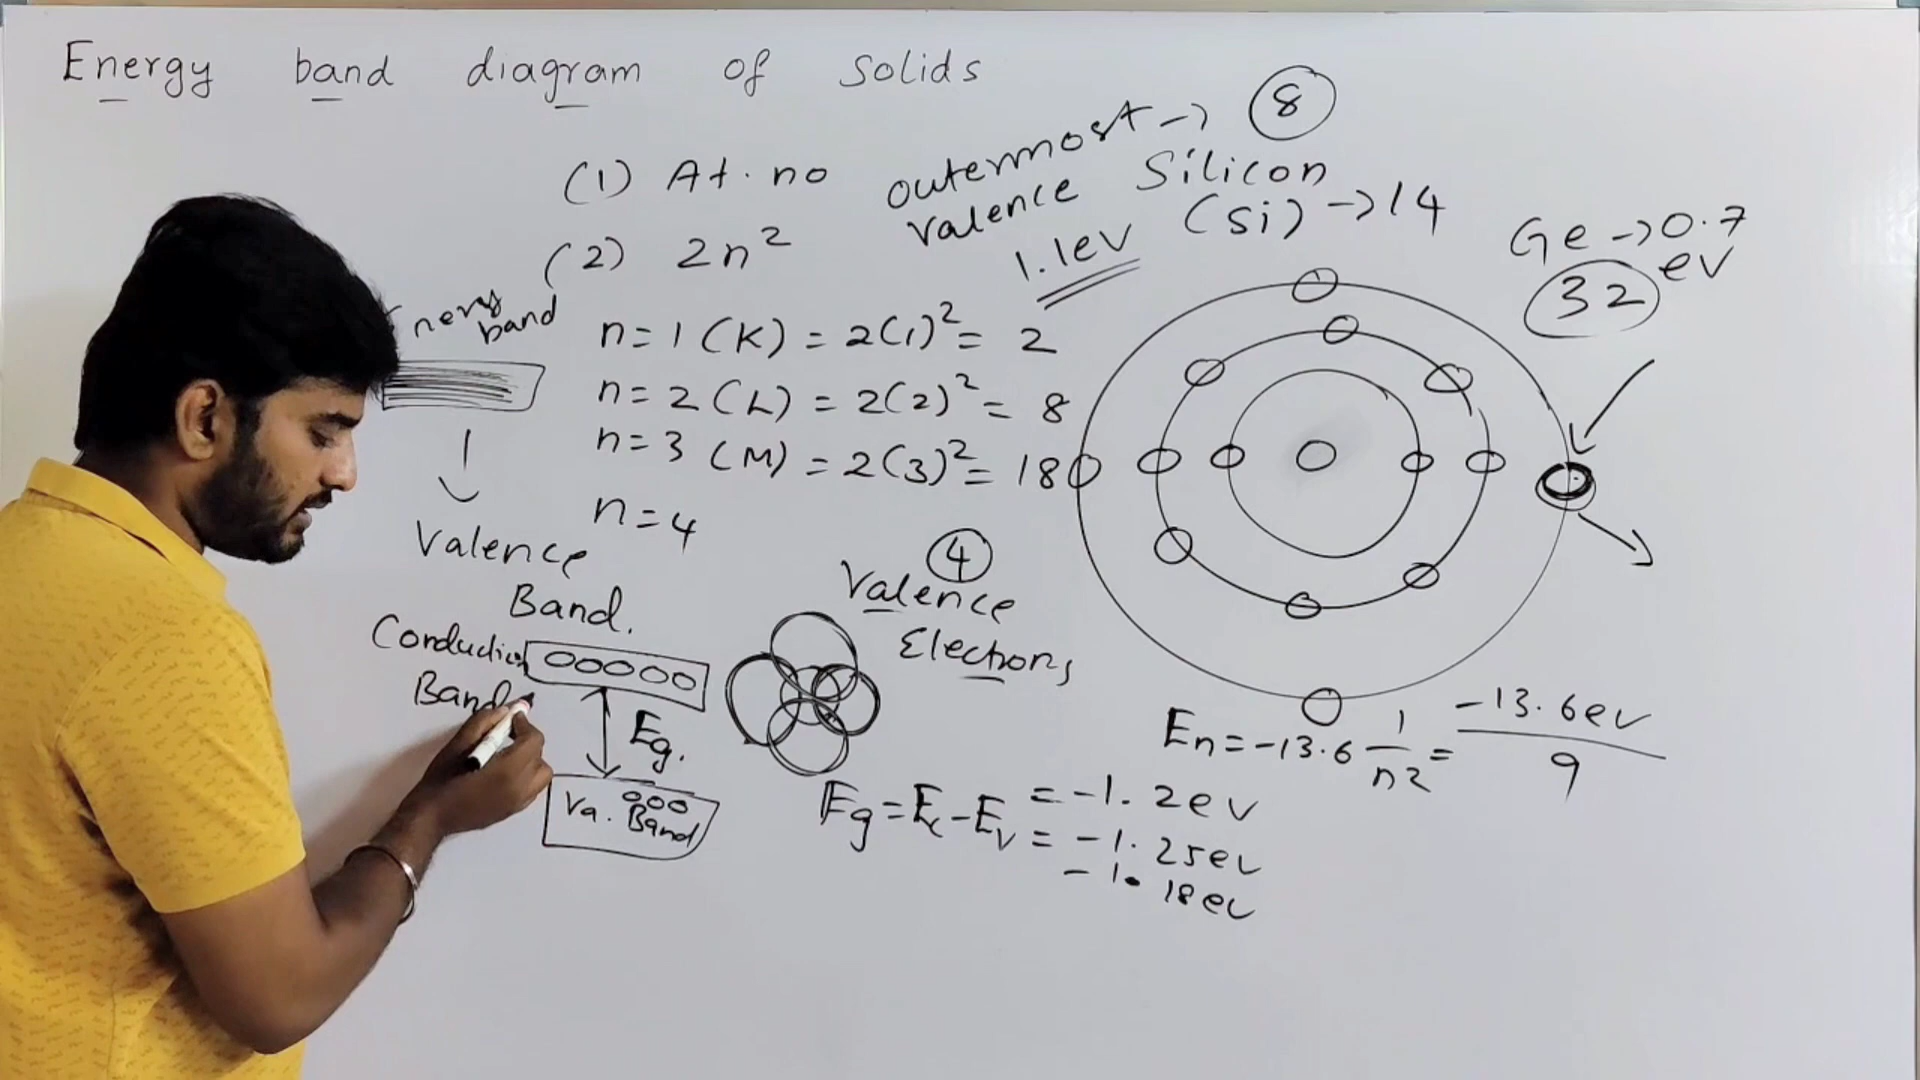 Energy band diagram of solids
(1) At. no
(2) 2n²
outermost → 8
valence
Silicon
(Si) → 14
1.1ev
Ge → 0.7
ev
32
band
n=1 (K) = 2(1)² = 2
n=2 (L) = 2(2)² = 8
n=3 (M) = 2(3)² = 18
n=4
Valence
Band.
4
Valence
Electrons
Conduction
Band
Eg.
Va. Band
En = -13.6 1/n2 = -13.6ev/9
Eg = Ec - Ev
= -1.2ev
= -1.25ev
-1.18ev